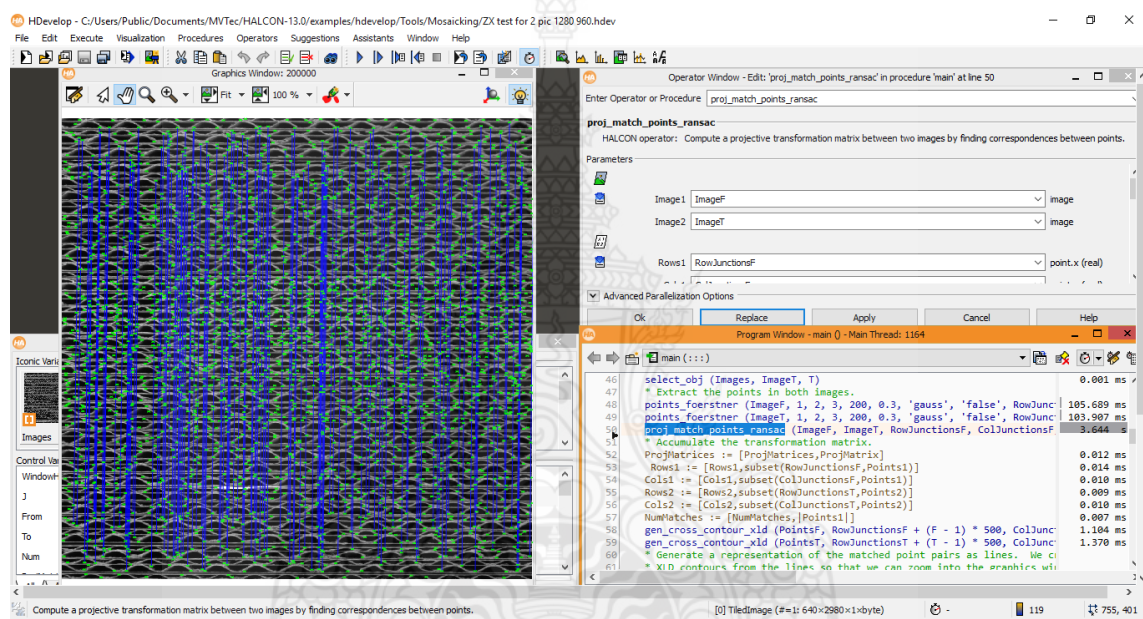 HDevelop - C:/Users/Public/Documents/MVTec/HALCON-13.0/examples/hdevelop/Tools/Mosaicking/ZX test for 2 pic 1280 960.hdev
File Edit Execute Visualization Procedures Operators Suggestions Assistants Window Help
Graphics Window: 200000
Fit
100 %
Iconic Varia
Images
Control Var
WindowH
J
From
To
Num
Operator Window - Edit: 'proj_match_points_ransac' in procedure 'main' at line 50
Enter Operator or Procedure proj_match_points_ransac
proj_match_points_ransac
HALCON operator: Compute a projective transformation matrix between two images by finding correspondences between points.
Parameters
Image1 ImageF image
Image2 ImageT image
Rows1 RowJunctionsF point.x (real)
Advanced Parallelization Options
Ok Replace Apply Cancel Help
Program Window - main () - Main Thread: 1164
main ( : : : )
46 select_obj (Images, ImageT, T) 0.001 ms
47 * Extract the points in both images.
48 points_foerstner (ImageF, 1, 2, 3, 200, 0.3, 'gauss', 'false', RowJunc 105.689 ms
49 points_foerstner (ImageT, 1, 2, 3, 200, 0.3, 'gauss', 'false', RowJunc 103.907 ms
50 proj_match_points_ransac (ImageF, ImageT, RowJunctionsF, ColJunctionsF 3.644 s
51 * Accumulate the transformation matrix.
52 ProjMatrices := [ProjMatrices,ProjMatrix] 0.012 ms
53 Rows1 := [Rows1,subset(RowJunctionsF,Points1)] 0.014 ms
54 Cols1 := [Cols1,subset(ColJunctionsF,Points1)] 0.010 ms
55 Rows2 := [Rows2,subset(RowJunctionsT,Points2)] 0.009 ms
56 Cols2 := [Cols2,subset(ColJunctionsT,Points2)] 0.010 ms
57 NumMatches := [NumMatches,|Points1|] 0.007 ms
58 gen_cross_contour_xld (PointsF, RowJunctionsF + (F - 1) * 500, ColJunc 1.104 ms
59 gen_cross_contour_xld (PointsT, RowJunctionsT + (T - 1) * 500, ColJunc 1.370 ms
60 * Generate a representation of the matched point pairs as lines. We c
61 * XLD contours from the lines so that we can zoom into the graphics wi
Compute a projective transformation matrix between two images by finding correspondences between points.
[0] TiledImage (#=1: 640×2980×1×byte)
-
119
755, 401